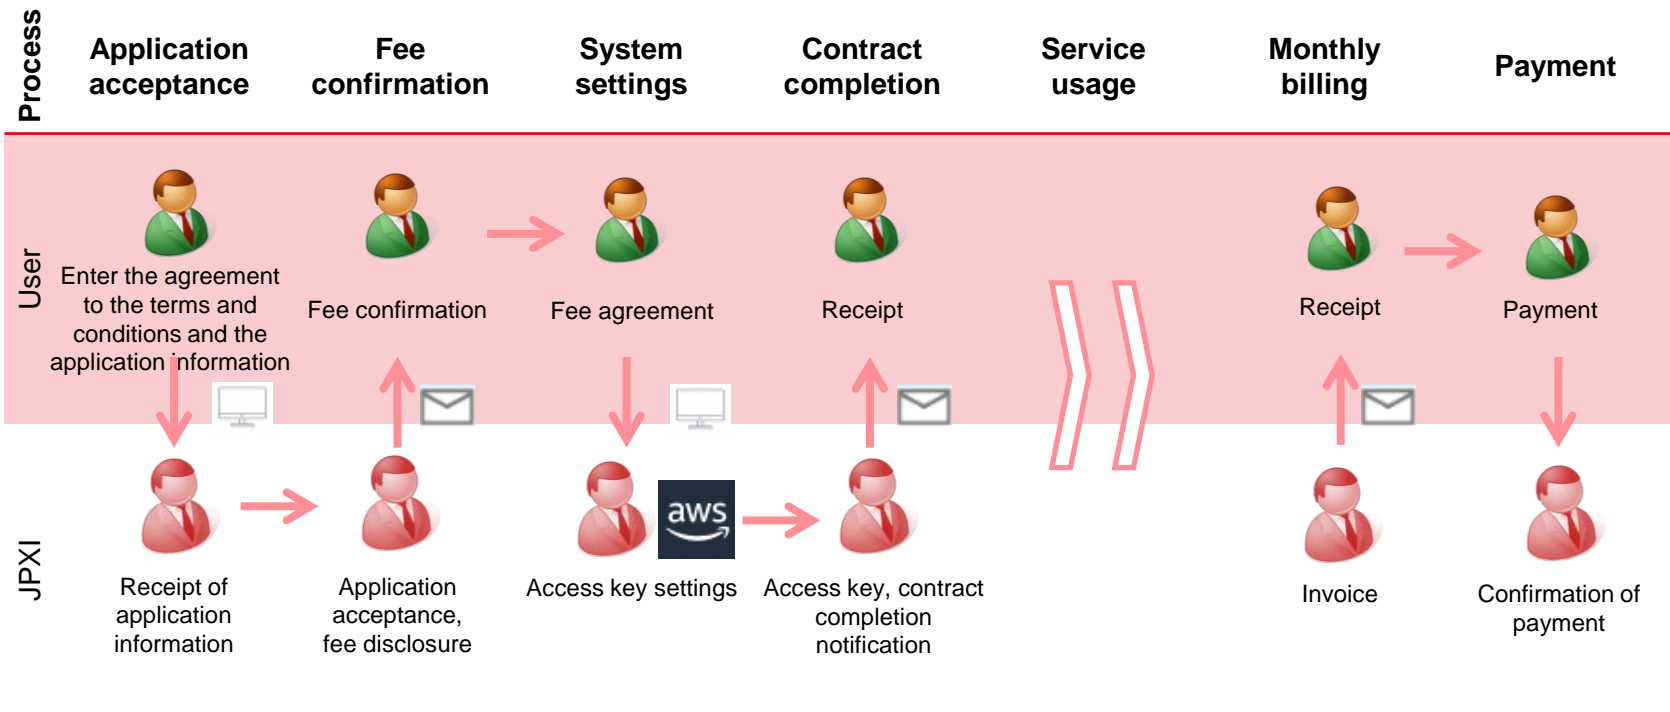 Process
Application
acceptance
Fee
confirmation
System
settings
Contract
completion
Service
usage
Monthly
billing
Payment
User
Enter the agreement
to the terms and
conditions and the
application information
Fee confirmation
Fee agreement
Receipt
Receipt
Payment
JPXI
Receipt of
application
information
Application
acceptance,
fee disclosure
aws
Access key settings
Access key, contract
completion
notification
Invoice
Confirmation of
payment